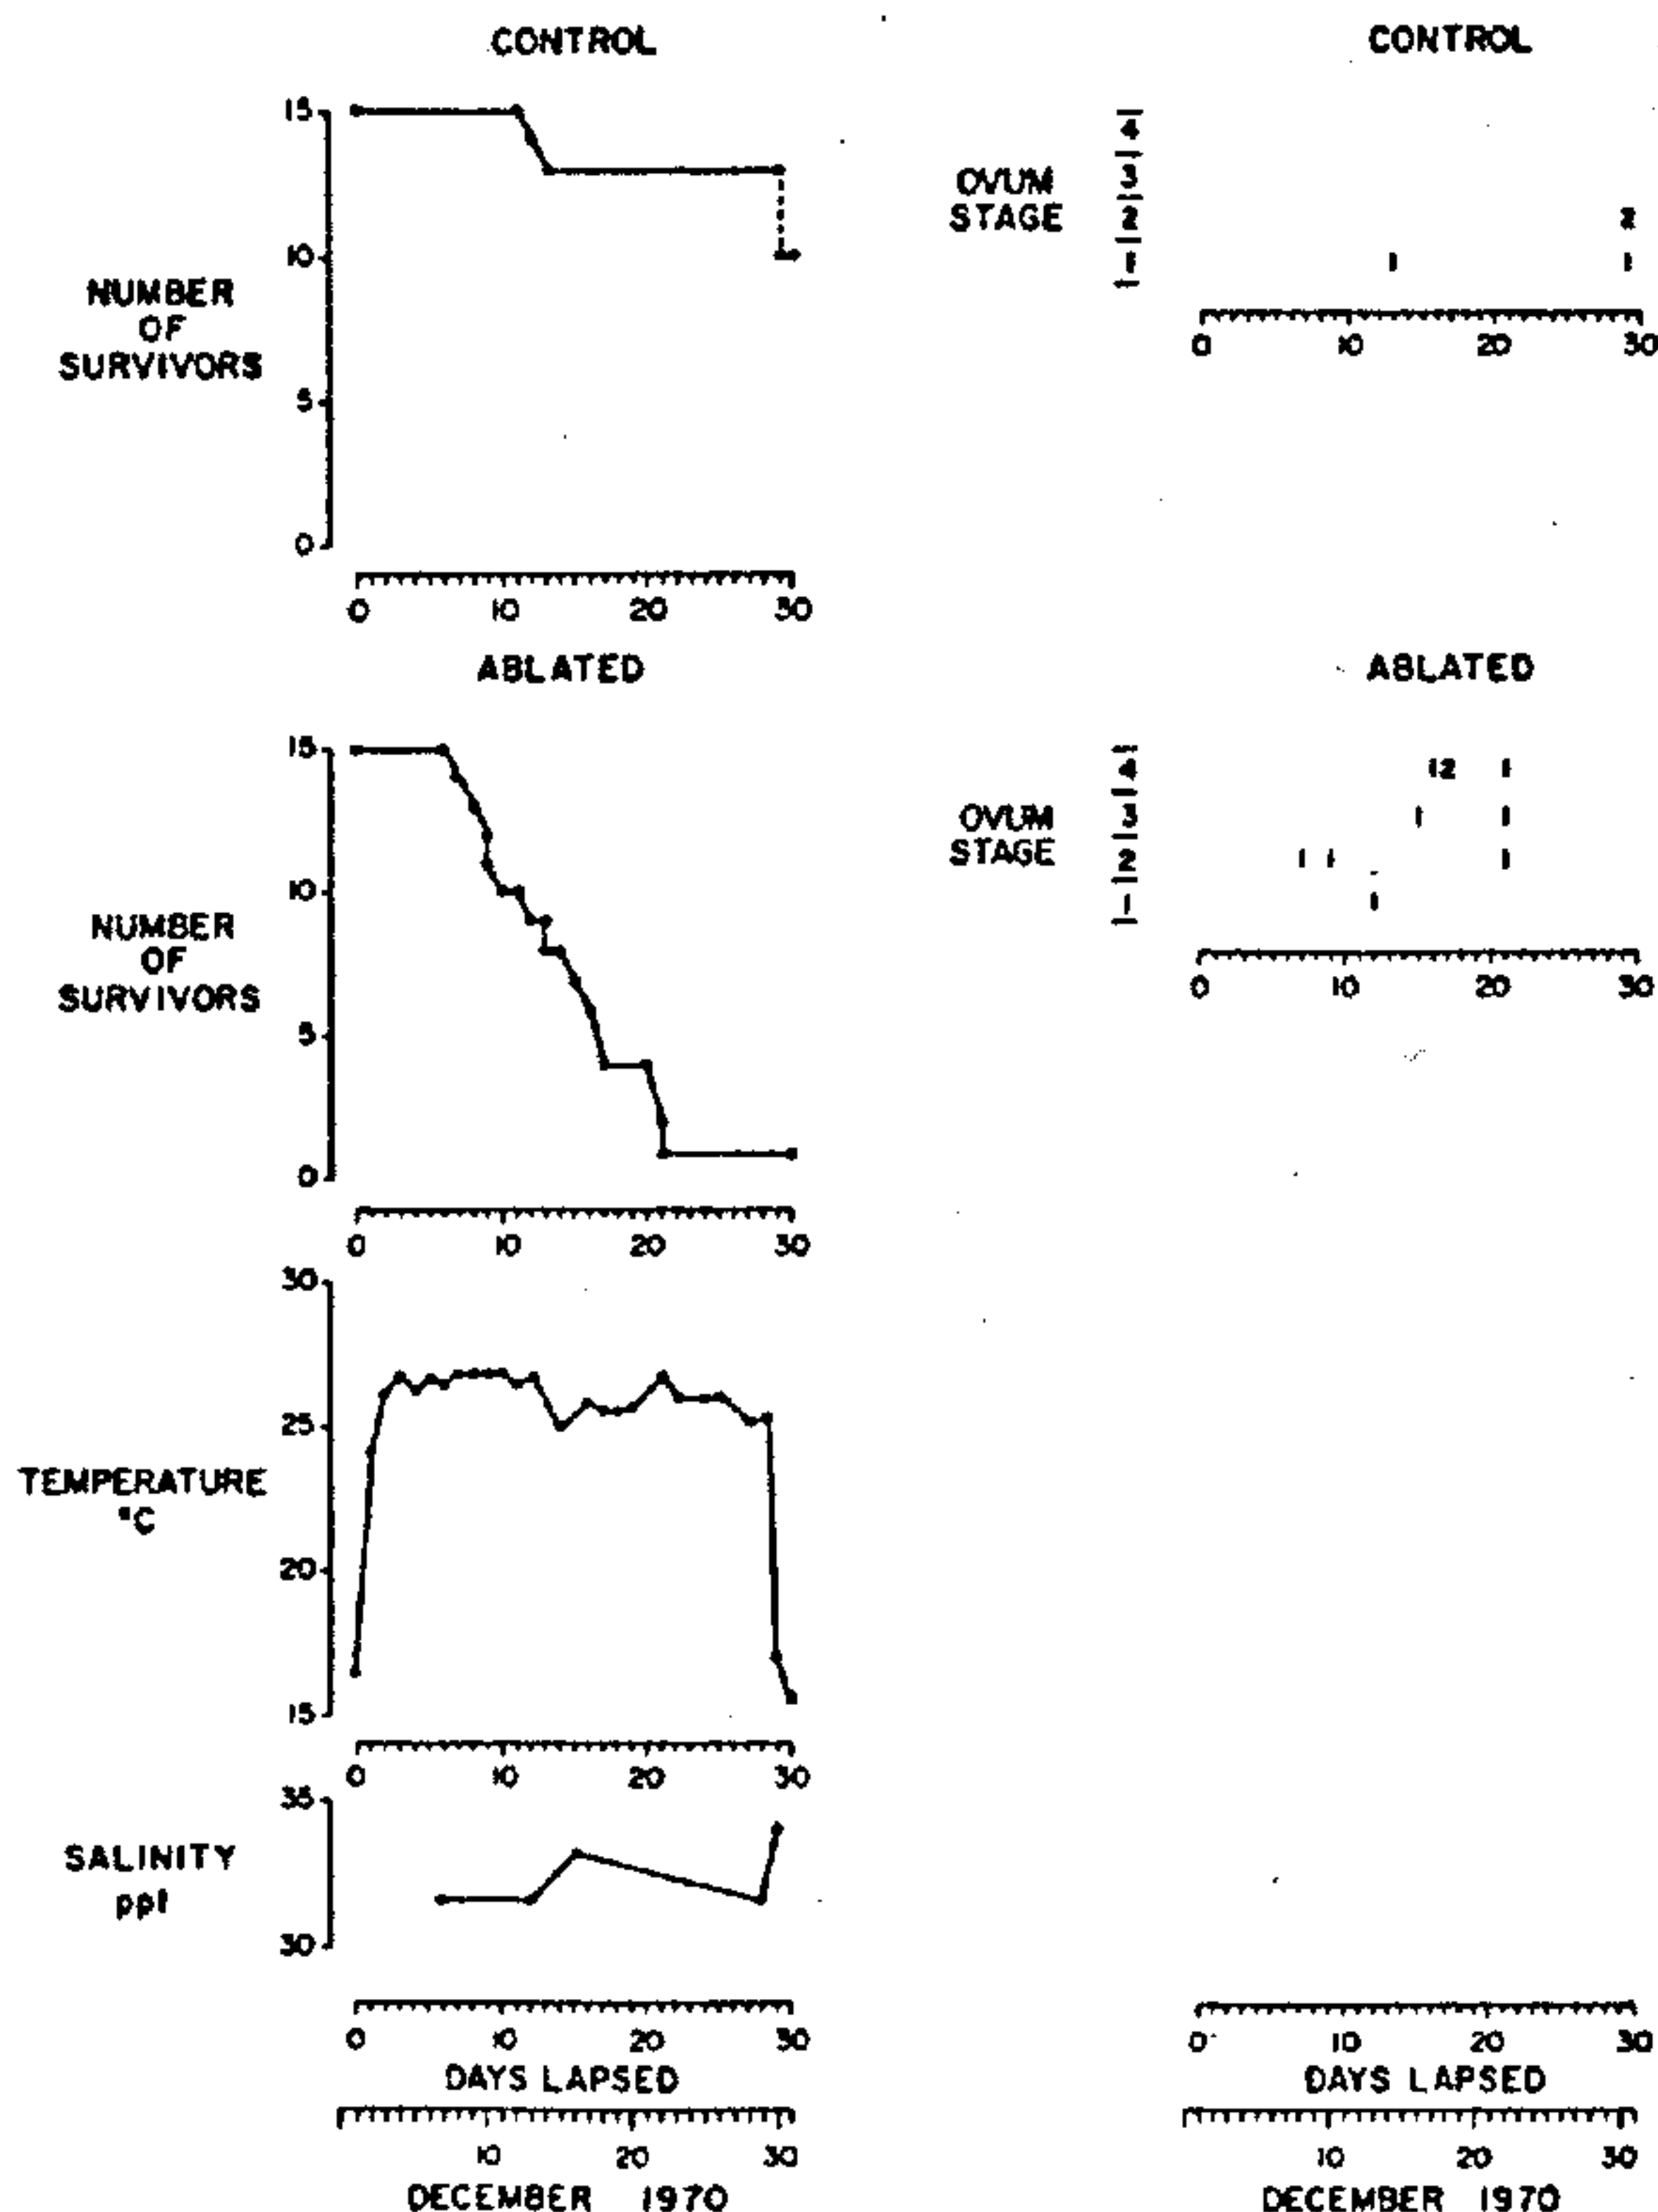 CONTROL
15
10
5
0
NUMBER
OF
SURVIVORS
0 10 20 30
ABLATED
15
10
5
0
NUMBER
OF
SURVIVORS
0 10 20 30
30
25
20
15
TEMPERATURE
°C
0 10 20 30
35
30
SALINITY
ppt
0 10 20 30
DAYS LAPSED
10 20 30
DECEMBER 1970
CONTROL
OVUM
STAGE
4
3
2 2
1 1 1
0 10 20 30
ABLATED
OVUM
STAGE
4 12 1
3 1 1
2 1 1 1
1 1
0 10 20 30
0 10 20 30
DAYS LAPSED
10 20 30
DECEMBER 1970